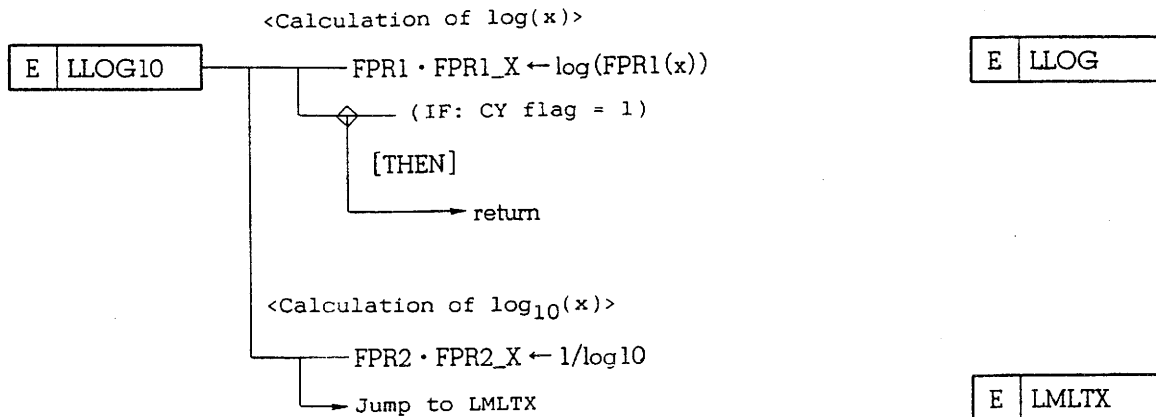 <Calculation of log(x)>
E LLOG10
FPR1・FPR1_X ← log(FPR1(x))
E LLOG
(IF: CY flag = 1)
[THEN]
return
<Calculation of log₁₀(x)>
FPR2・FPR2_X ← 1/log10
Jump to LMLTX
E LMLTX